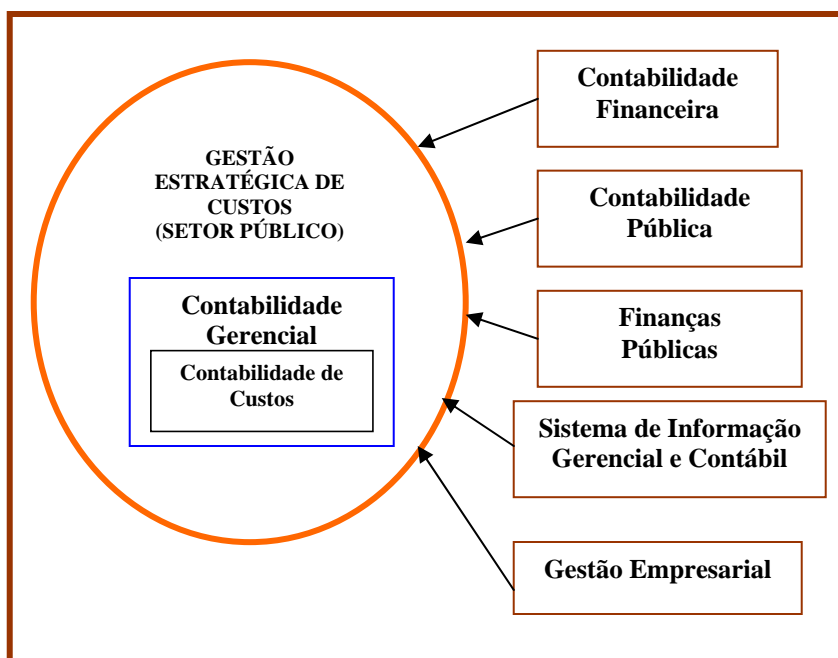 GESTÃO
ESTRATÉGICA DE
CUSTOS
(SETOR PÚBLICO)
Contabilidade
Gerencial
Contabilidade de
Custos
Contabilidade
Financeira
Contabilidade
Pública
Finanças
Públicas
Sistema de Informação
Gerencial e Contábil
Gestão Empresarial